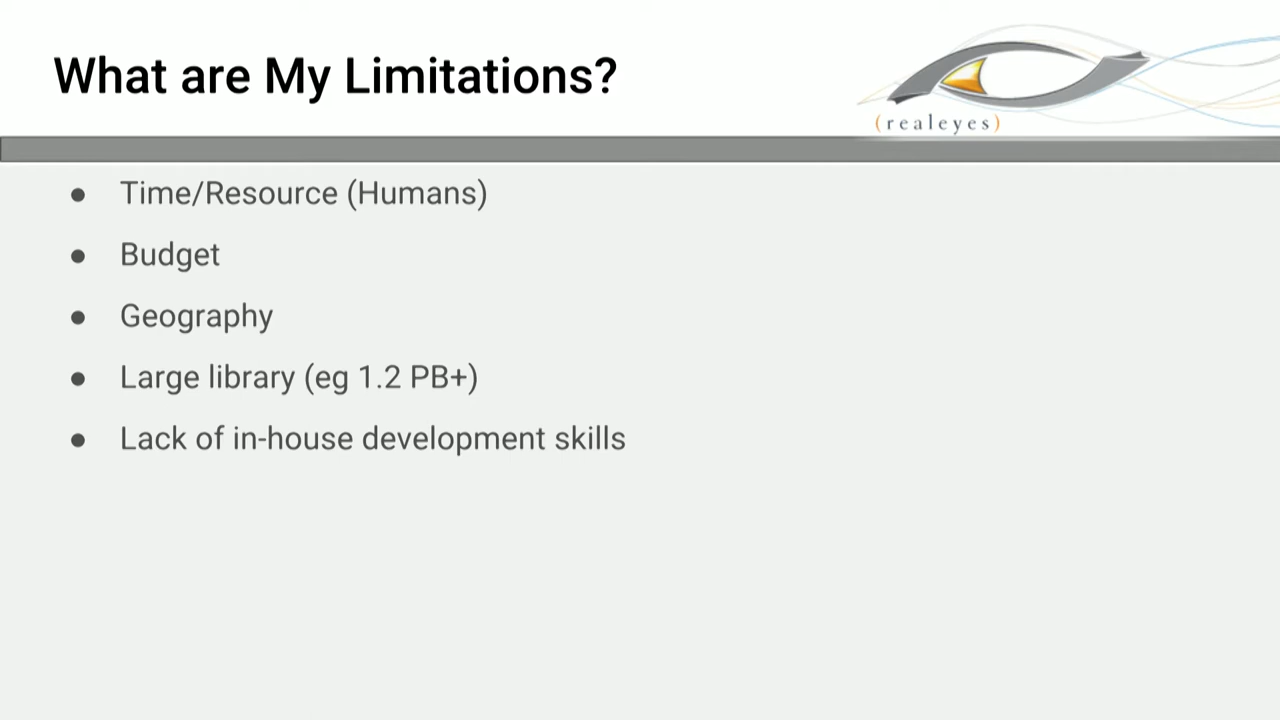 What are My Limitations?
(realeyes)
● Time/Resource (Humans)
● Budget
● Geography
● Large library (eg 1.2 PB+)
● Lack of in-house development skills